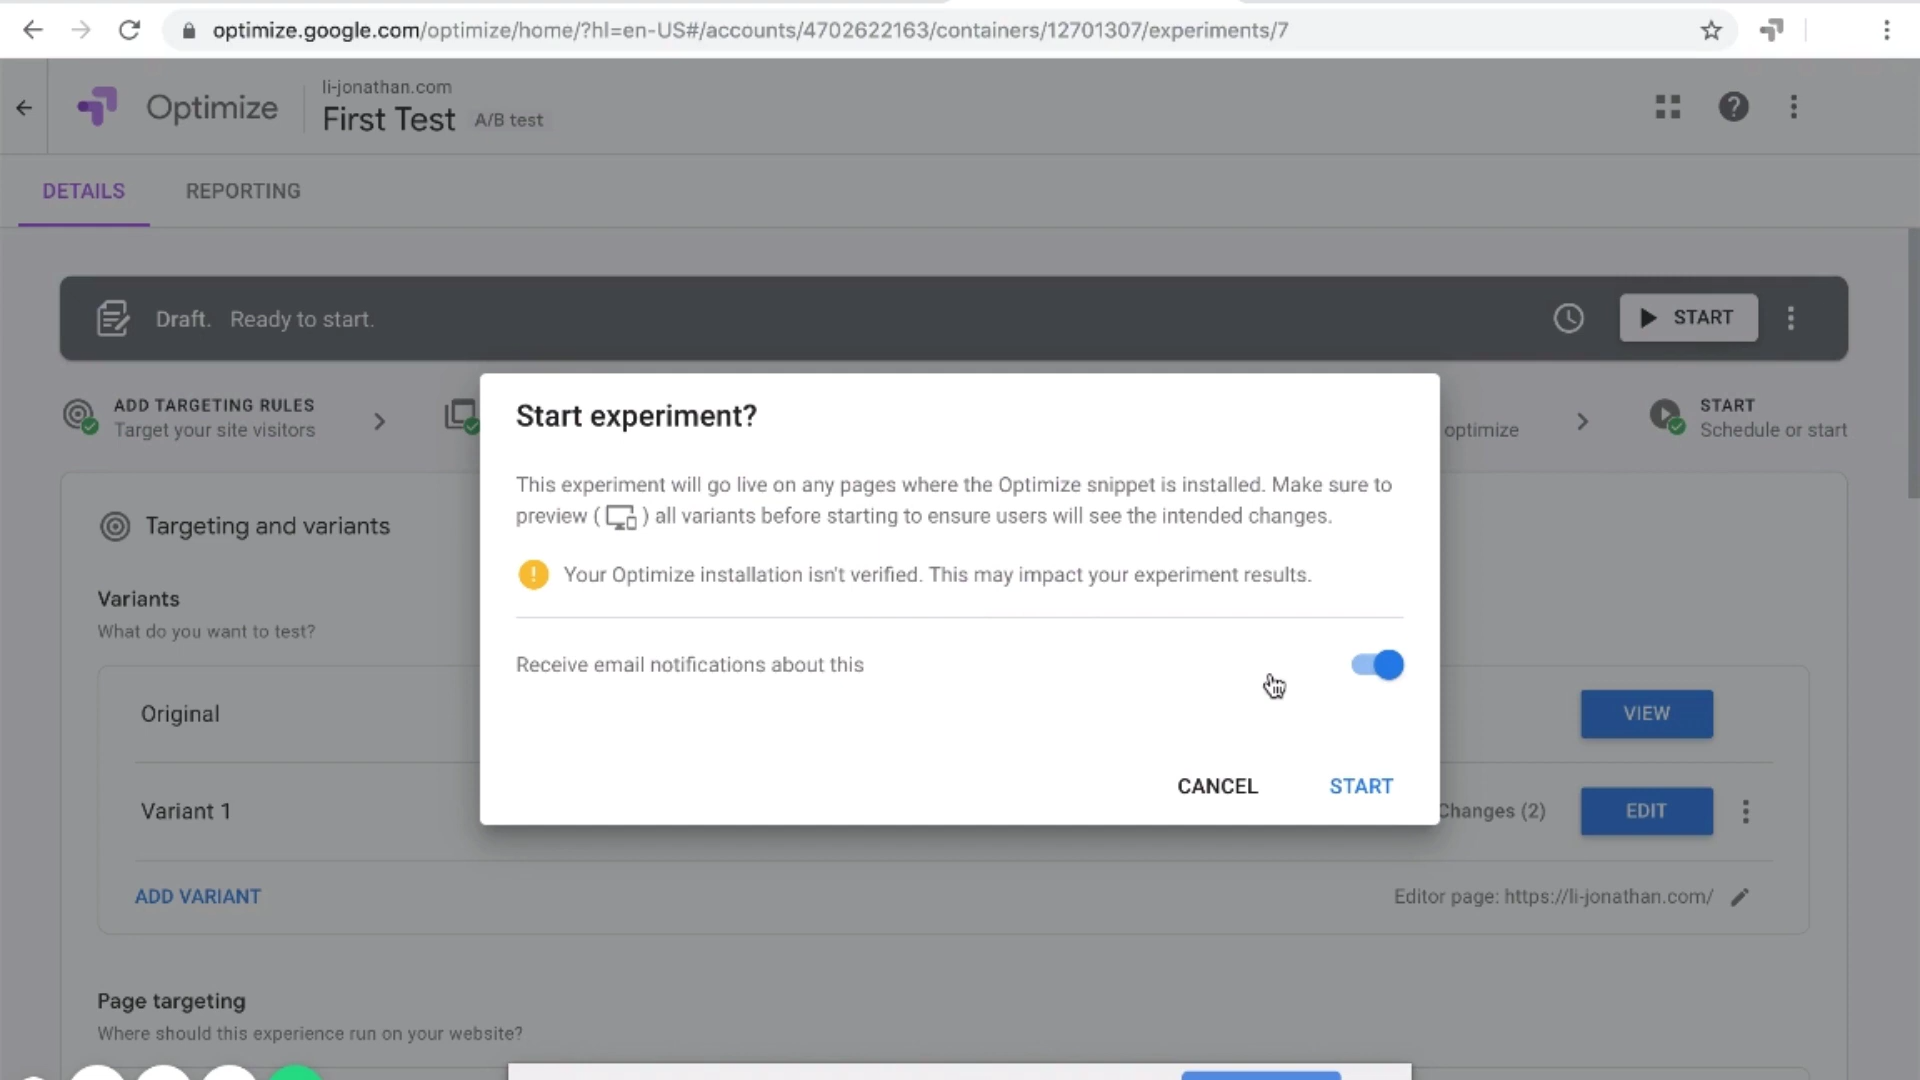 optimize.google.com/optimize/home/?hl=en-US#/accounts/4702622163/containers/12701307/experiments/7
Optimize
li-jonathan.com
First Test A/B test
DETAILS REPORTING
Draft. Ready to start.
START
ADD TARGETING RULES
Target your site visitors
optimize
START
Schedule or start
Start experiment?
This experiment will go live on any pages where the Optimize snippet is installed. Make sure to
preview ( ) all variants before starting to ensure users will see the intended changes.
Your Optimize installation isn't verified. This may impact your experiment results.
Receive email notifications about this
CANCEL START
Targeting and variants
Variants
What do you want to test?
Original
VIEW
Variant 1
Changes (2)
EDIT
ADD VARIANT
Editor page: https://li-jonathan.com/
Page targeting
Where should this experience run on your website?